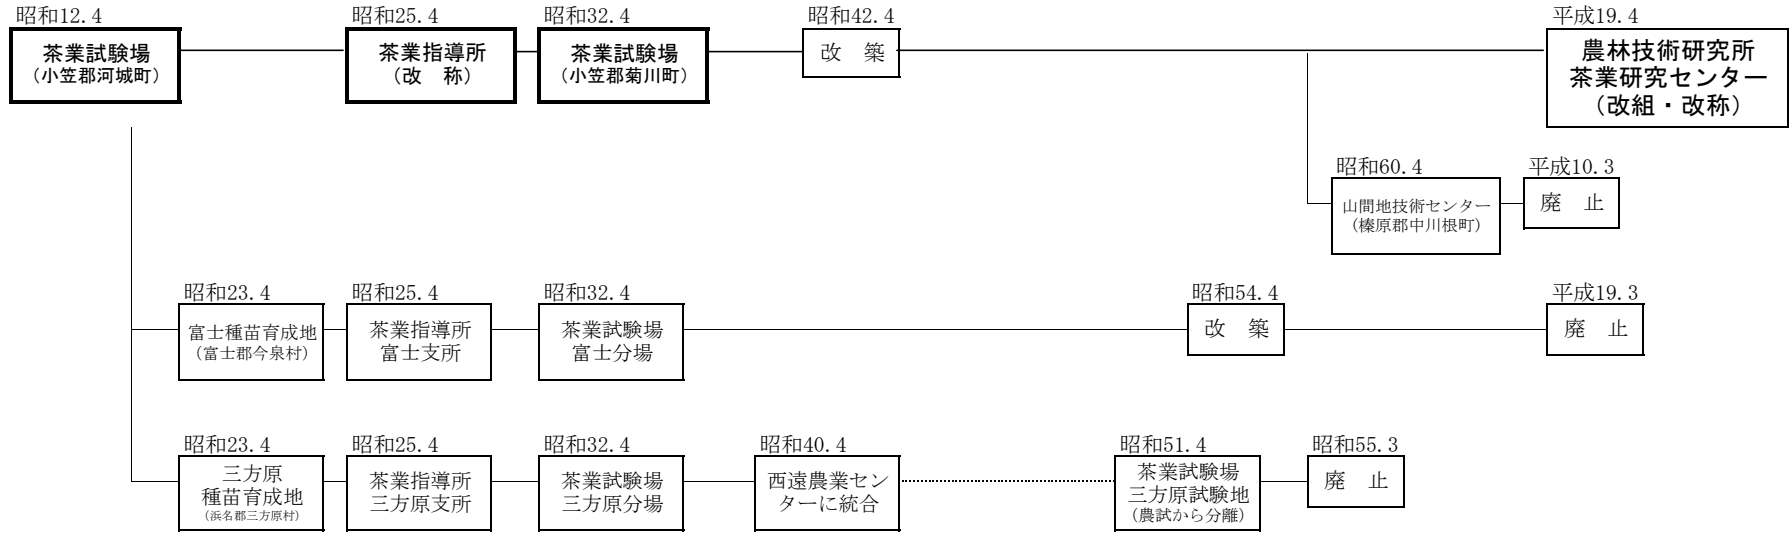 昭和12.4
茶業試験場
（小笠郡河城町）
昭和25.4
茶業指導所
（改　称）
昭和32.4
茶業試験場
（小笠郡菊川町）
昭和42.4
改　築
平成19.4
農林技術研究所
茶業研究センター
（改組・改称）
昭和60.4
山間地技術センター
（榛原郡中川根町）
平成10.3
廃　止
昭和23.4
富士種苗育成地
（富士郡今泉村）
昭和25.4
茶業指導所
富士支所
昭和32.4
茶業試験場
富士分場
昭和54.4
改　築
平成19.3
廃　止
昭和23.4
三方原
種苗育成地
（浜名郡三方原村）
昭和25.4
茶業指導所
三方原支所
昭和32.4
茶業試験場
三方原分場
昭和40.4
西遠農業セン
ターに統合
昭和51.4
茶業試験場
三方原試験地
（農試から分離）
昭和55.3
廃　止